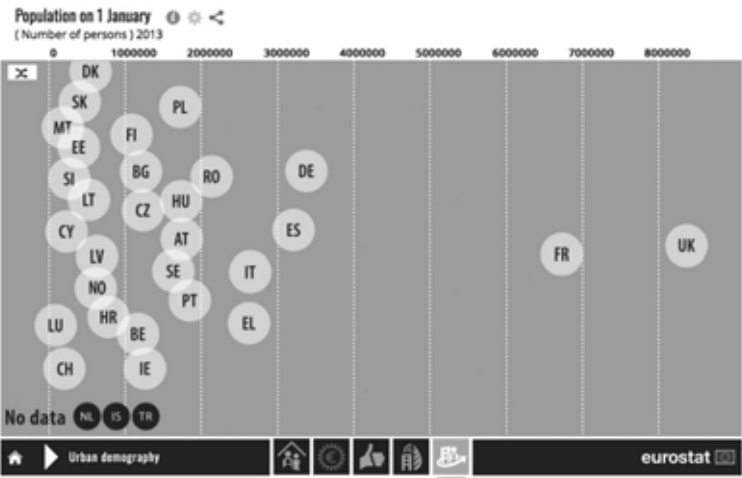 Population on 1 January
( Number of persons ) 2013
0 1000000 2000000 3000000 4000000 5000000 6000000 7000000 8000000
DK
SK
PL
MT
FI
EE
BG
DE
RO
SI
LT
HU
CZ
ES
CY
AT
UK
FR
LV
SE
IT
NO
PT
HR
EL
LU
BE
CH
IE
No data NL IS TR
Urban demography
eurostat